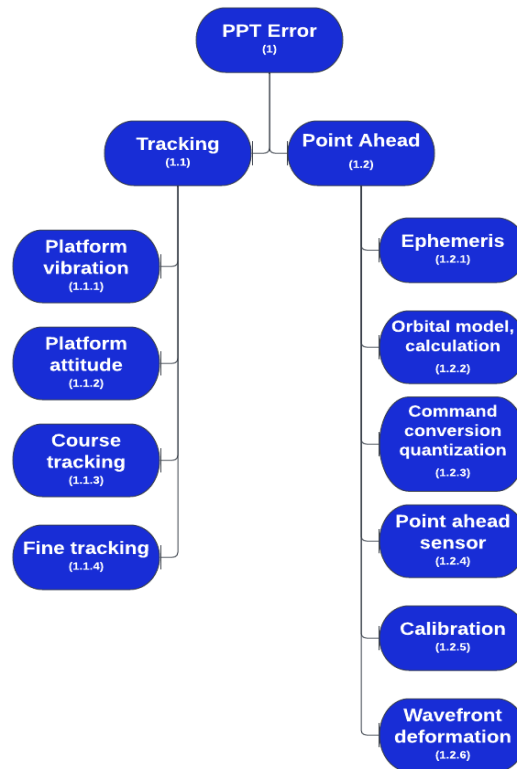 PPT Error
(1)
Tracking
(1.1)
Point Ahead
(1.2)
Platform
vibration
(1.1.1)
Platform
attitude
(1.1.2)
Course
tracking
(1.1.3)
Fine tracking
(1.1.4)
Ephemeris
(1.2.1)
Orbital model,
calculation
(1.2.2)
Command
conversion
quantization
(1.2.3)
Point ahead
sensor
(1.2.4)
Calibration
(1.2.5)
Wavefront
deformation
(1.2.6)